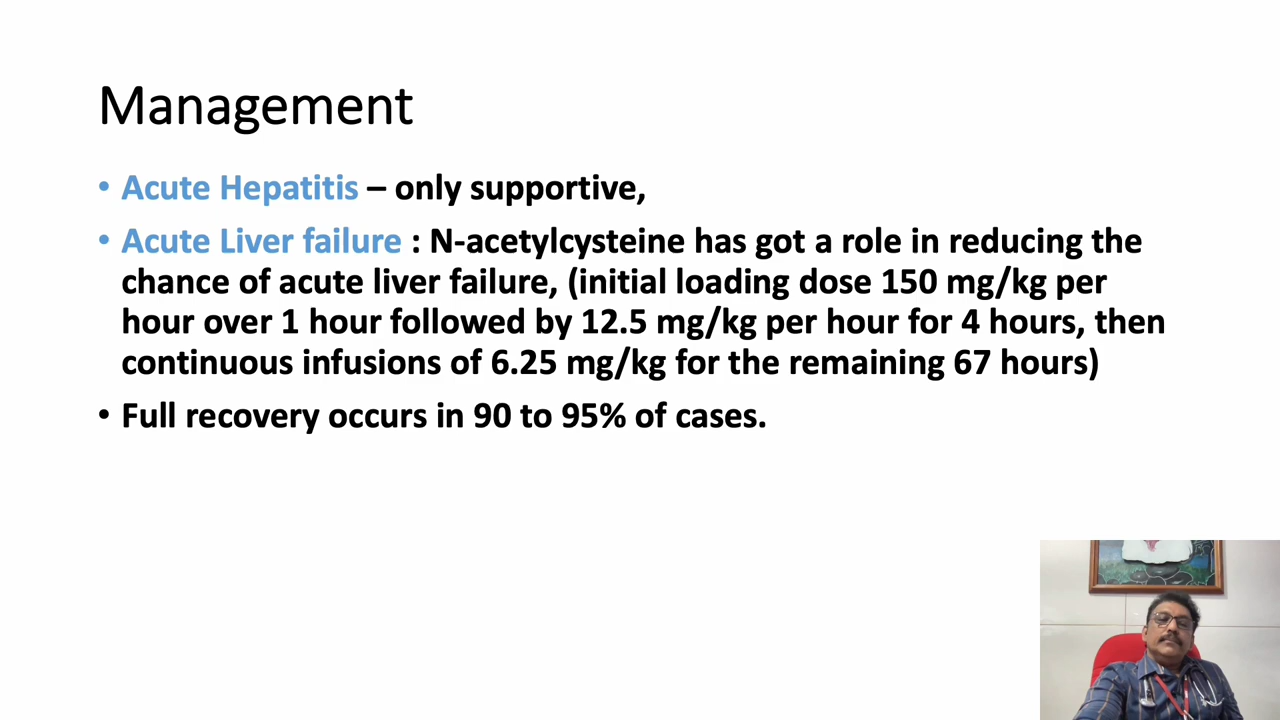 Management
• Acute Hepatitis – only supportive,
• Acute Liver failure : N-acetylcysteine has got a role in reducing the
chance of acute liver failure, (initial loading dose 150 mg/kg per
hour over 1 hour followed by 12.5 mg/kg per hour for 4 hours, then
continuous infusions of 6.25 mg/kg for the remaining 67 hours)
• Full recovery occurs in 90 to 95% of cases.